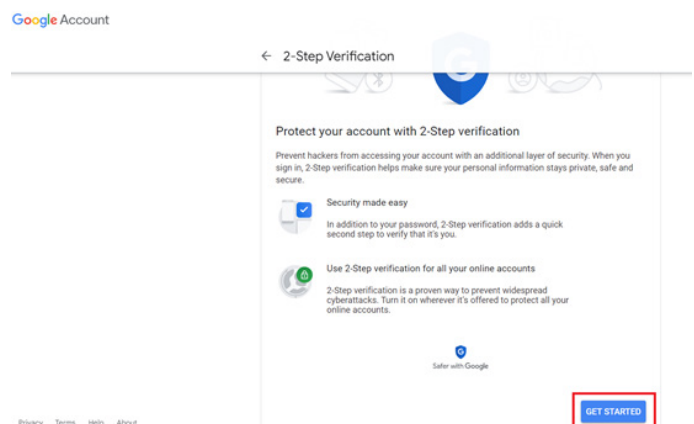 Google Account
← 2-Step Verification
Protect your account with 2-Step verification
Prevent hackers from accessing your account with an additional layer of security. When you
sign in, 2-Step verification helps make sure your personal information stays private, safe and
secure.
Security made easy
In addition to your password, 2-Step verification adds a quick
second step to verify that it's you.
Use 2-Step verification for all your online accounts
2-Step verification is a proven way to prevent widespread
cyberattacks. Turn it on wherever it's offered to protect all your
online accounts.
Safer with Google
GET STARTED
Privacy Terms Help About